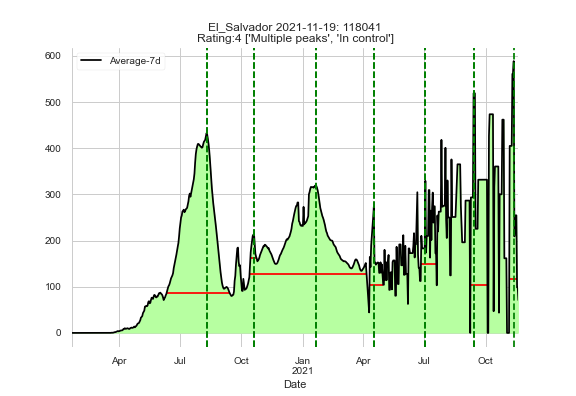 El_Salvador 2021-11-19: 118041
Rating:4 ['Multiple peaks', 'In control']
Average-7d
600
500
400
300
200
100
0
Apr
Jul
Oct
Jan
2021
Apr
Jul
Oct
Date